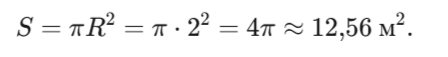 S = πR² = π · 2² = 4π ≈ 12,56 м².